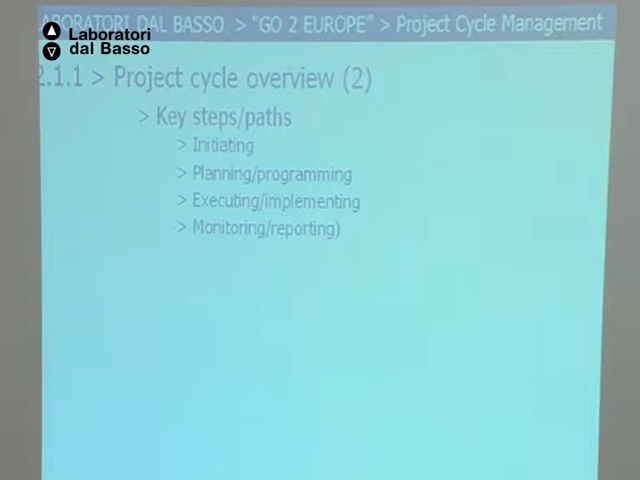 LABORATORI DAL BASSO > "GO 2 EUROPE" > Project Cycle Management
Laboratori
dal Basso
2.1.1 > Project cycle overview (2)
> Key steps/paths
> Initiating
> Planning/programming
> Executing/implementing
> Monitoring/reporting)